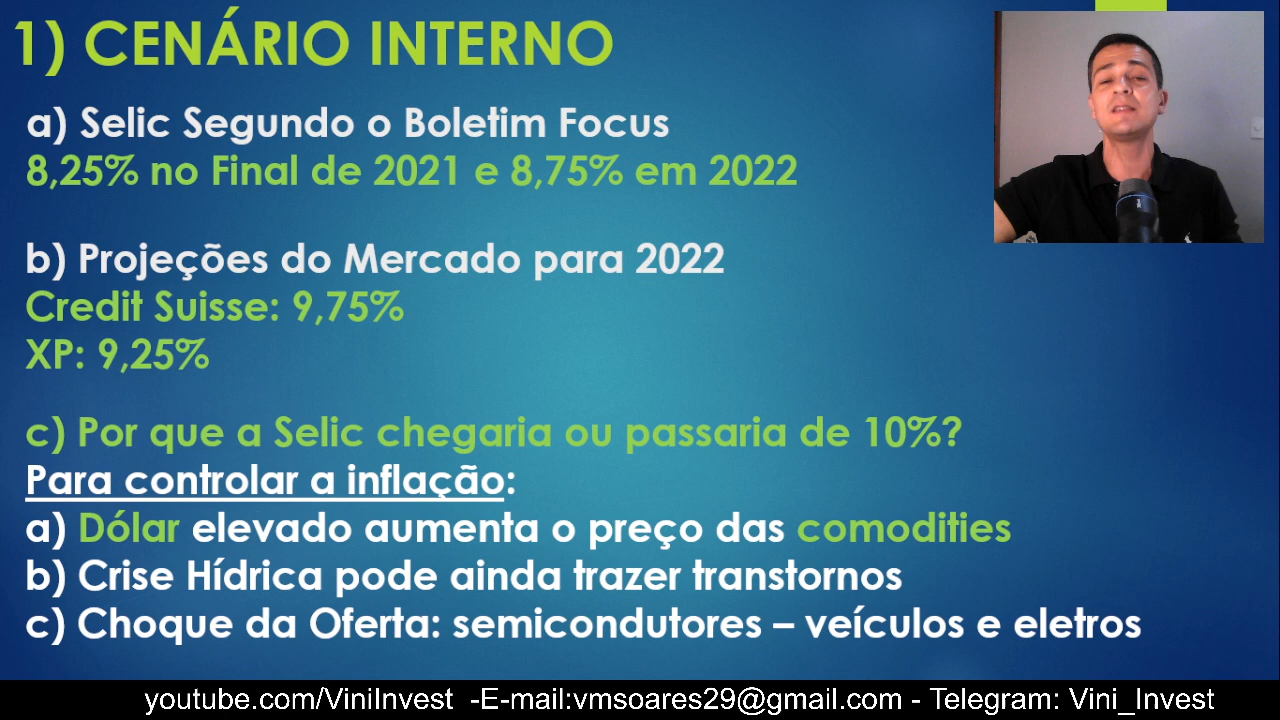 1) CENÁRIO INTERNO
a) Selic Segundo o Boletim Focus
8,25% no Final de 2021 e 8,75% em 2022
b) Projeções do Mercado para 2022
Credit Suisse: 9,75%
XP: 9,25%
c) Por que a Selic chegaria ou passaria de 10%?
Para controlar a inflação:
a) Dólar elevado aumenta o preço das comodities
b) Crise Hídrica pode ainda trazer transtornos
c) Choque da Oferta: semicondutores – veículos e eletros
youtube.com/ViniInvest -E-mail:vmsoares29@gmail.com - Telegram: Vini_Invest